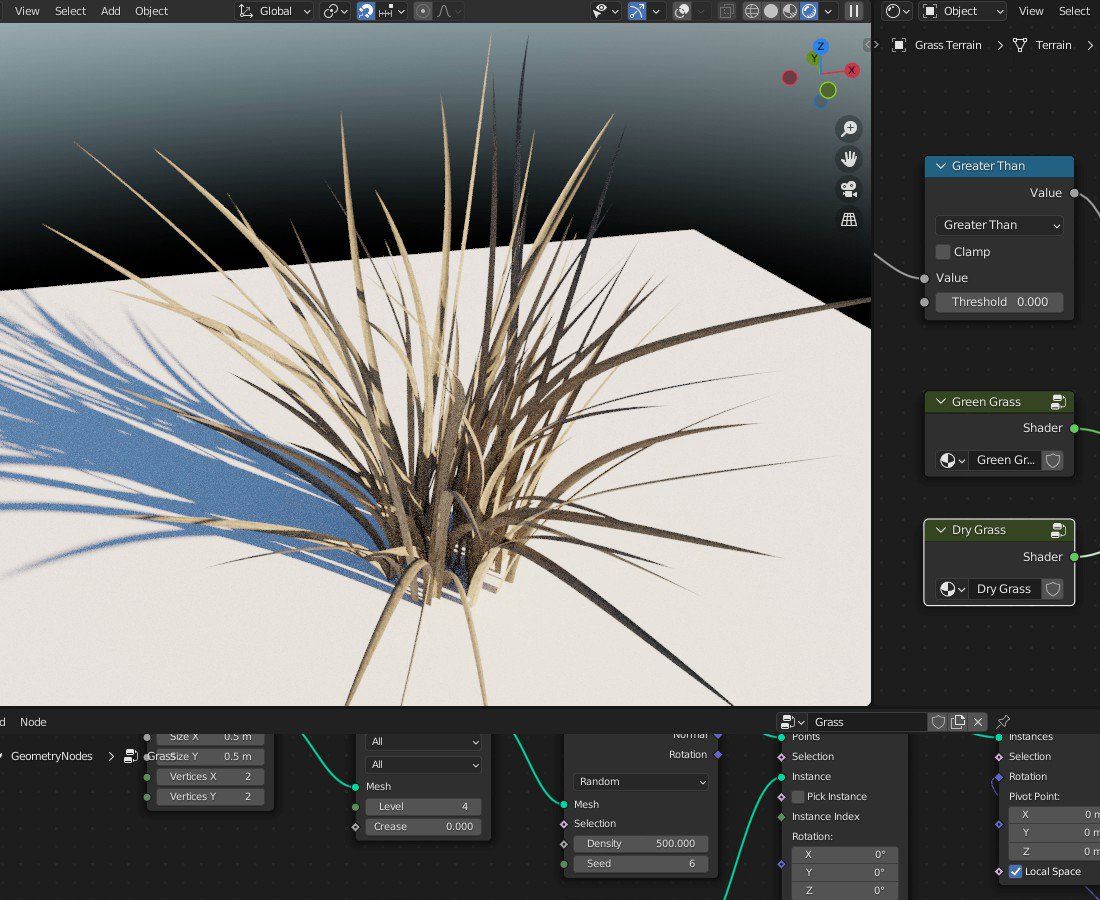 View Select Add Object Global Object View Select
Grass Terrain Terrain
Z
Y
X
Greater Than
Value
Greater Than
Clamp
Value
Threshold 0.000
Green Grass
Shader
Green Gr...
Dry Grass
Shader
Dry Grass
d Node Grass
Size X 0.5 m
Size Y 0.5 m
Vertices X 2
Vertices Y 2
GeometryNodes Grass
All
All
Mesh
Level 4
Crease 0.000
Normal
Rotation
Random
Mesh
Selection
Density 500.000
Seed 6
Points
Selection
Instance
Pick Instance
Instance Index
Rotation:
X 0°
Y 0°
Z 0°
Instances
Selection
Rotation
Pivot Point:
X 0 m
Y 0 m
Z 0 m
Local Space